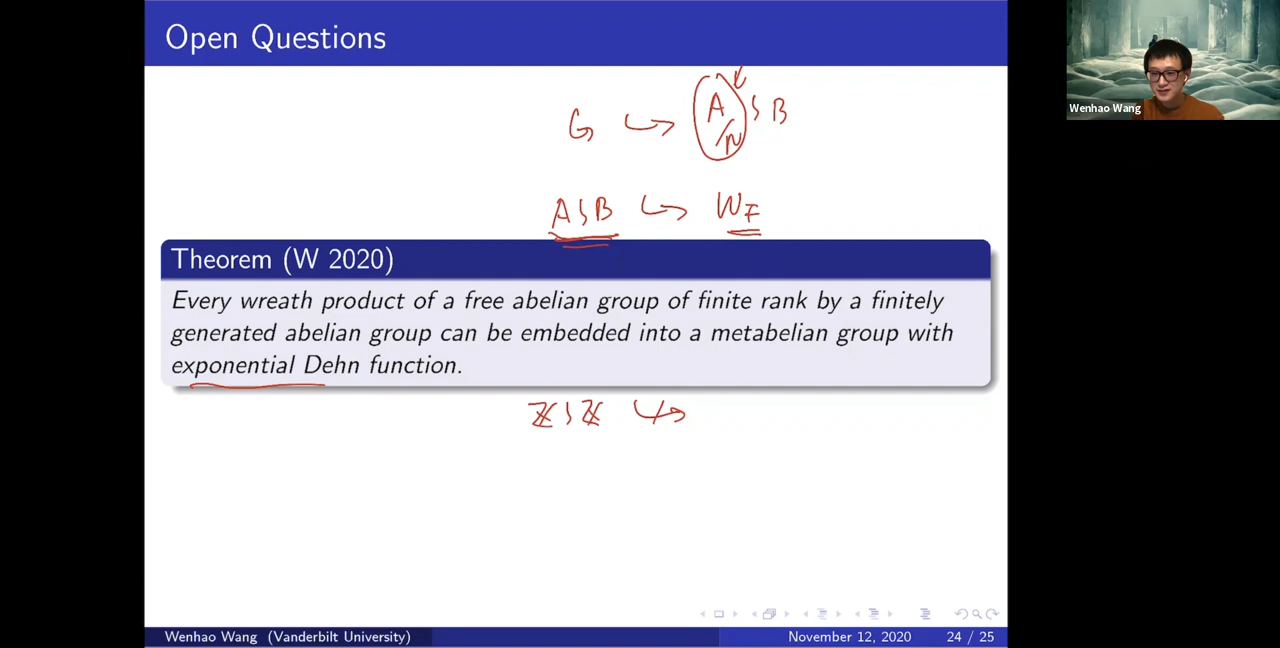 Open Questions
G ↪ A/N ≀ B
Wenhao Wang
A ≀ B ↪ W_F
Theorem (W 2020)
Every wreath product of a free abelian group of finite rank by a finitely
generated abelian group can be embedded into a metabelian group with
exponential Dehn function.
ℤ ≀ ℤ ↪
Wenhao Wang (Vanderbilt University)
November 12, 2020
24 / 25